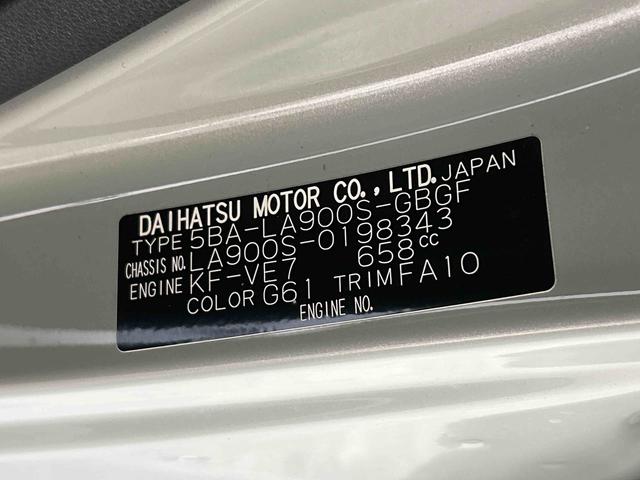 DAIHATSU MOTOR CO.,LTD.JAPAN
TYPE 5BA-LA900S-GBGF
CHASSIS NO. LA900S-0198343
ENGINE KF-VE7 658cc
COLOR G61 TRIM FA10
ENGINE NO.